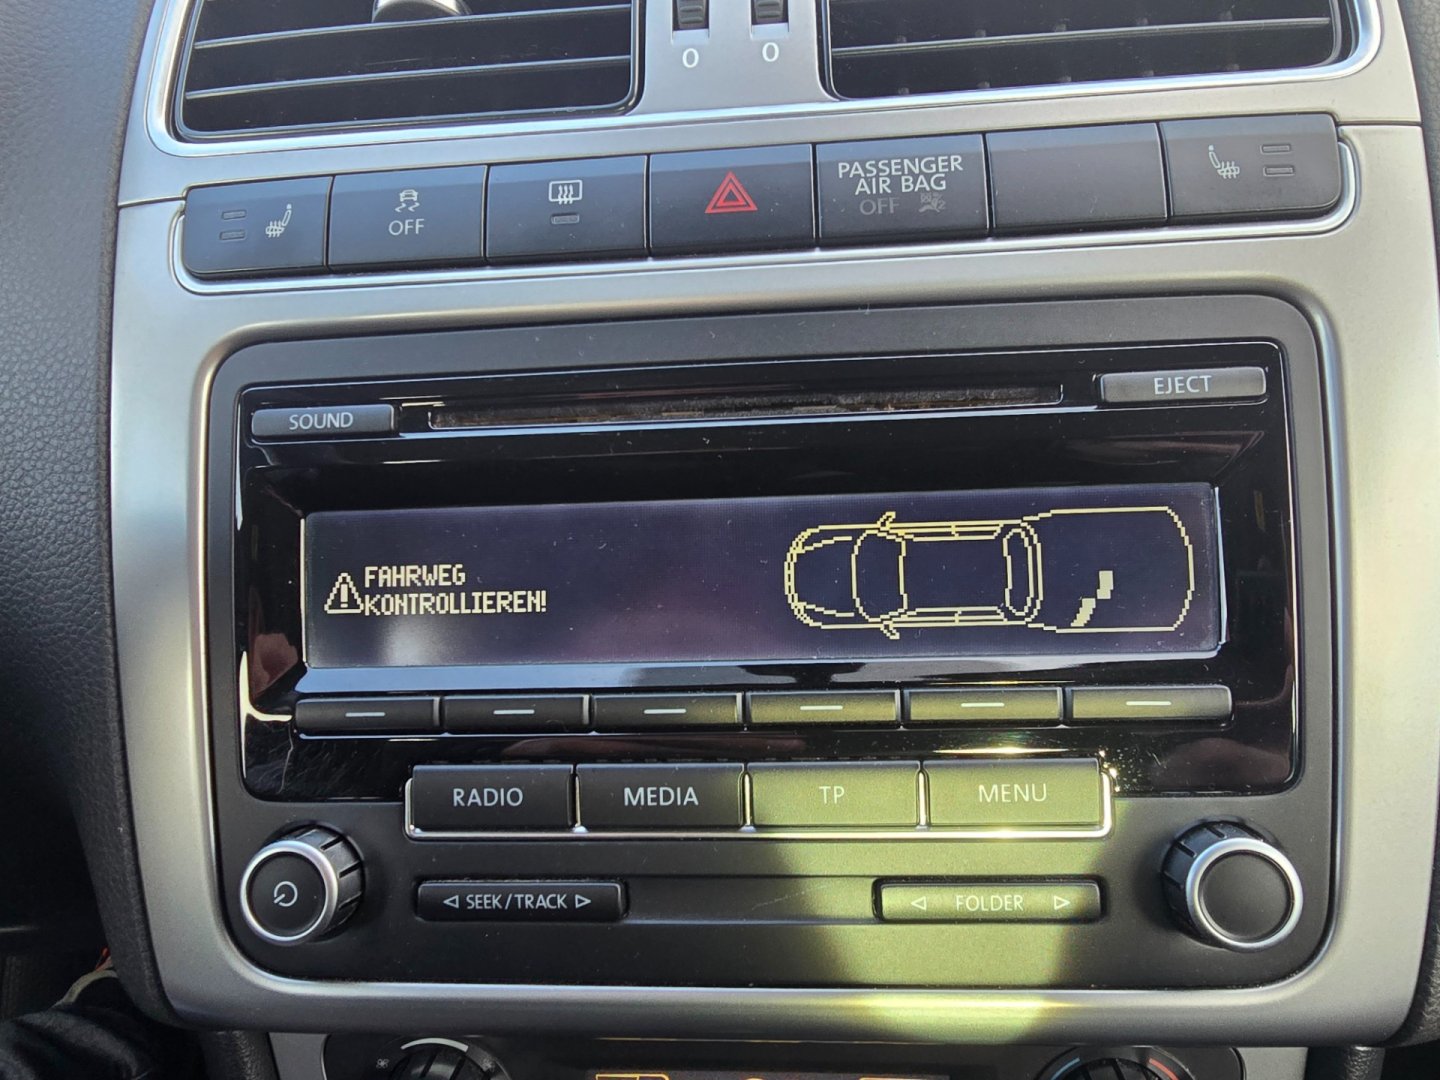 0 0
OFF
PASSENGER
AIR BAG
OFF
SOUND
EJECT
FAHRWEG
KONTROLLIEREN!
RADIO MEDIA TP MENU
SEEK/TRACK
FOLDER